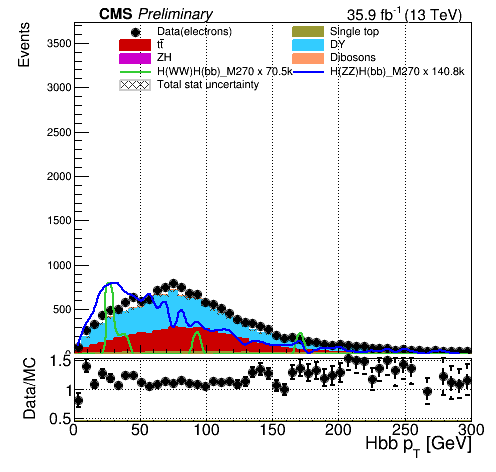 CMS Preliminary 35.9 fb⁻¹ (13 TeV)
Data(electrons) Single top
tt̄ DY
ZH Dibosons
H(WW)H(bb)_M270 x 70.5k H(ZZ)H(bb)_M270 x 140.8k
Total stat uncertainty
Events
3500
3000
2500
2000
1500
1000
500
0
Data/MC
1.5
1
0.5
0 50 100 150 200 250 300
Hbb p_T [GeV]